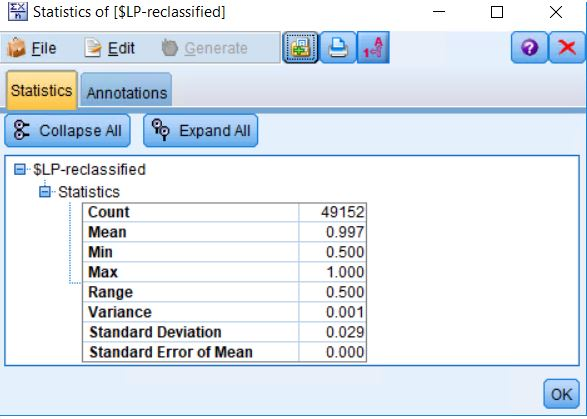 Statistics of [$LP-reclassified]
File Edit Generate
Statistics Annotations
Collapse All Expand All
$LP-reclassified
Statistics
Count 49152
Mean 0.997
Min 0.500
Max 1.000
Range 0.500
Variance 0.001
Standard Deviation 0.029
Standard Error of Mean 0.000
OK